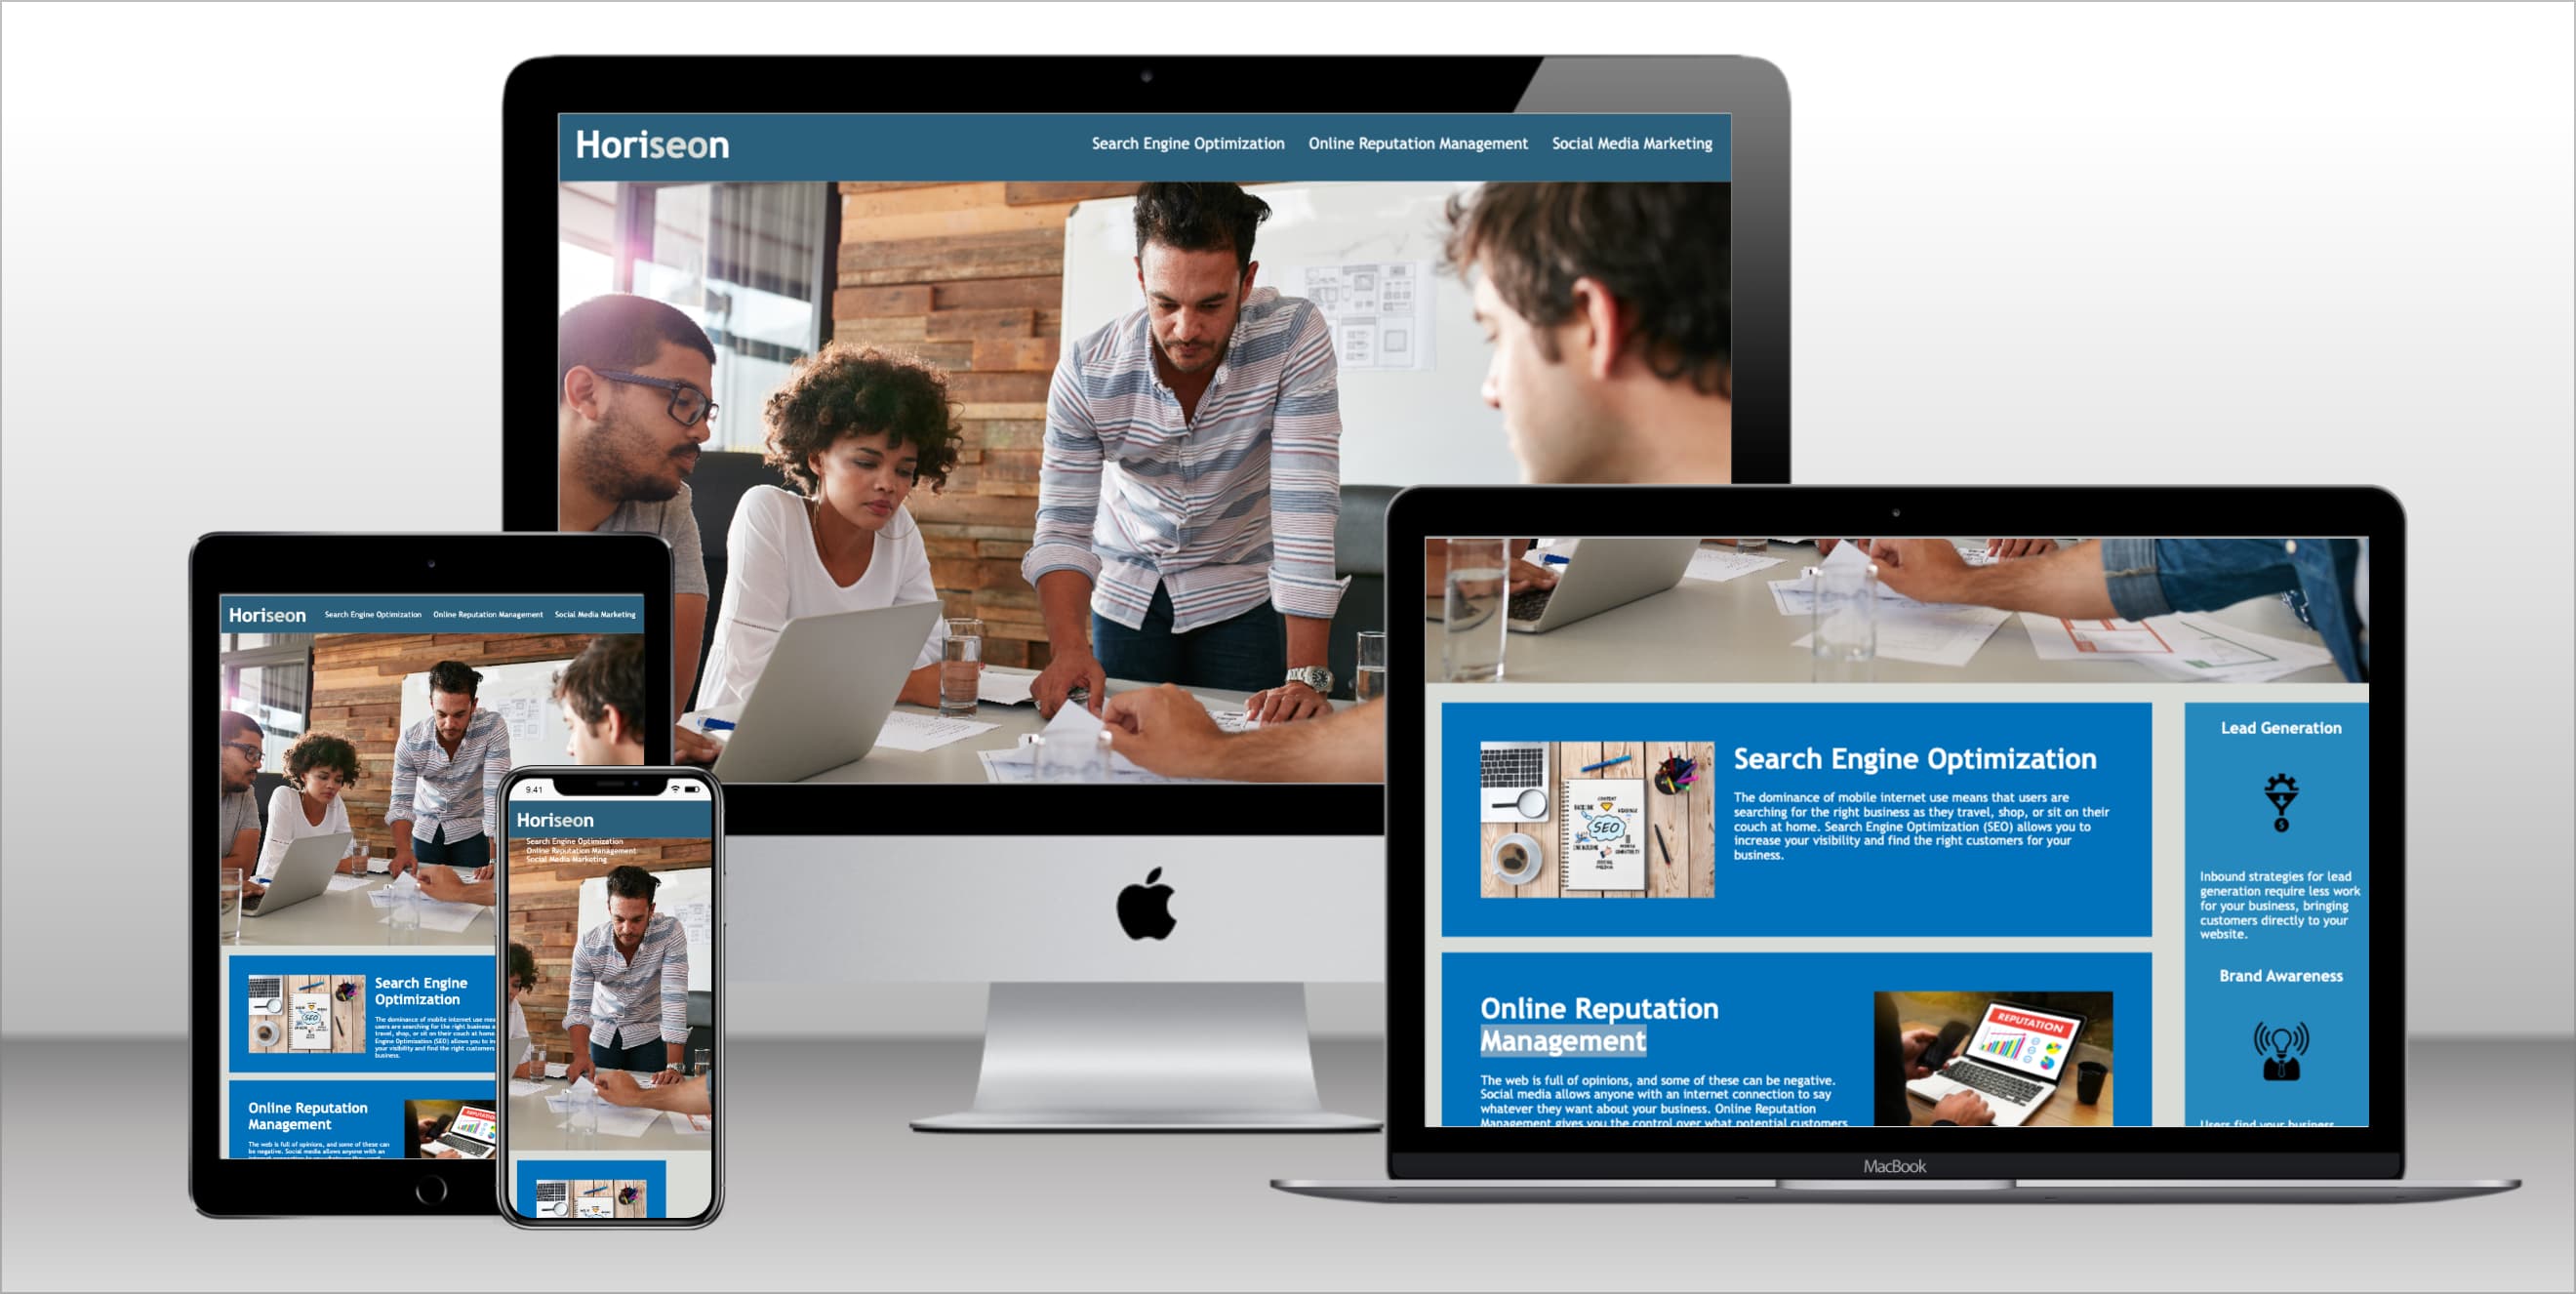 Horiseon
Search Engine Optimization Online Reputation Management Social Media Marketing
Horiseon
Search Engine Optimization Online Reputation Management Social Media Marketing
Search Engine
Optimization
The dominance of mobile internet use
users are searching for the right business
travel, shop, or sit on their couch at home
Engine Optimization (SEO) allows you to
your visibility and find the right customers
business.
Online Reputation
Management
The web is full of opinions, and some of these can
be negative. Social media allows anyone with an
REPUTATION
SEO
9:41
Horiseon
Search Engine Optimization
Online Reputation Management
Social Media Marketing
CONTENT
SEO
Search Engine Optimization
The dominance of mobile internet use means that users are
searching for the right business as they travel, shop, or sit on their
couch at home. Search Engine Optimization (SEO) allows you to
increase your visibility and find the right customers for your
business.
Online Reputation
Management
The web is full of opinions, and some of these can be negative.
Social media allows anyone with an internet connection to say
whatever they want about your business. Online Reputation
Management gives you the control over what potential customers
REPUTATION
Lead Generation
Inbound strategies for lead
generation require less work
for your business, bringing
customers directly to your
website.
Brand Awareness
Users find your business
MacBook